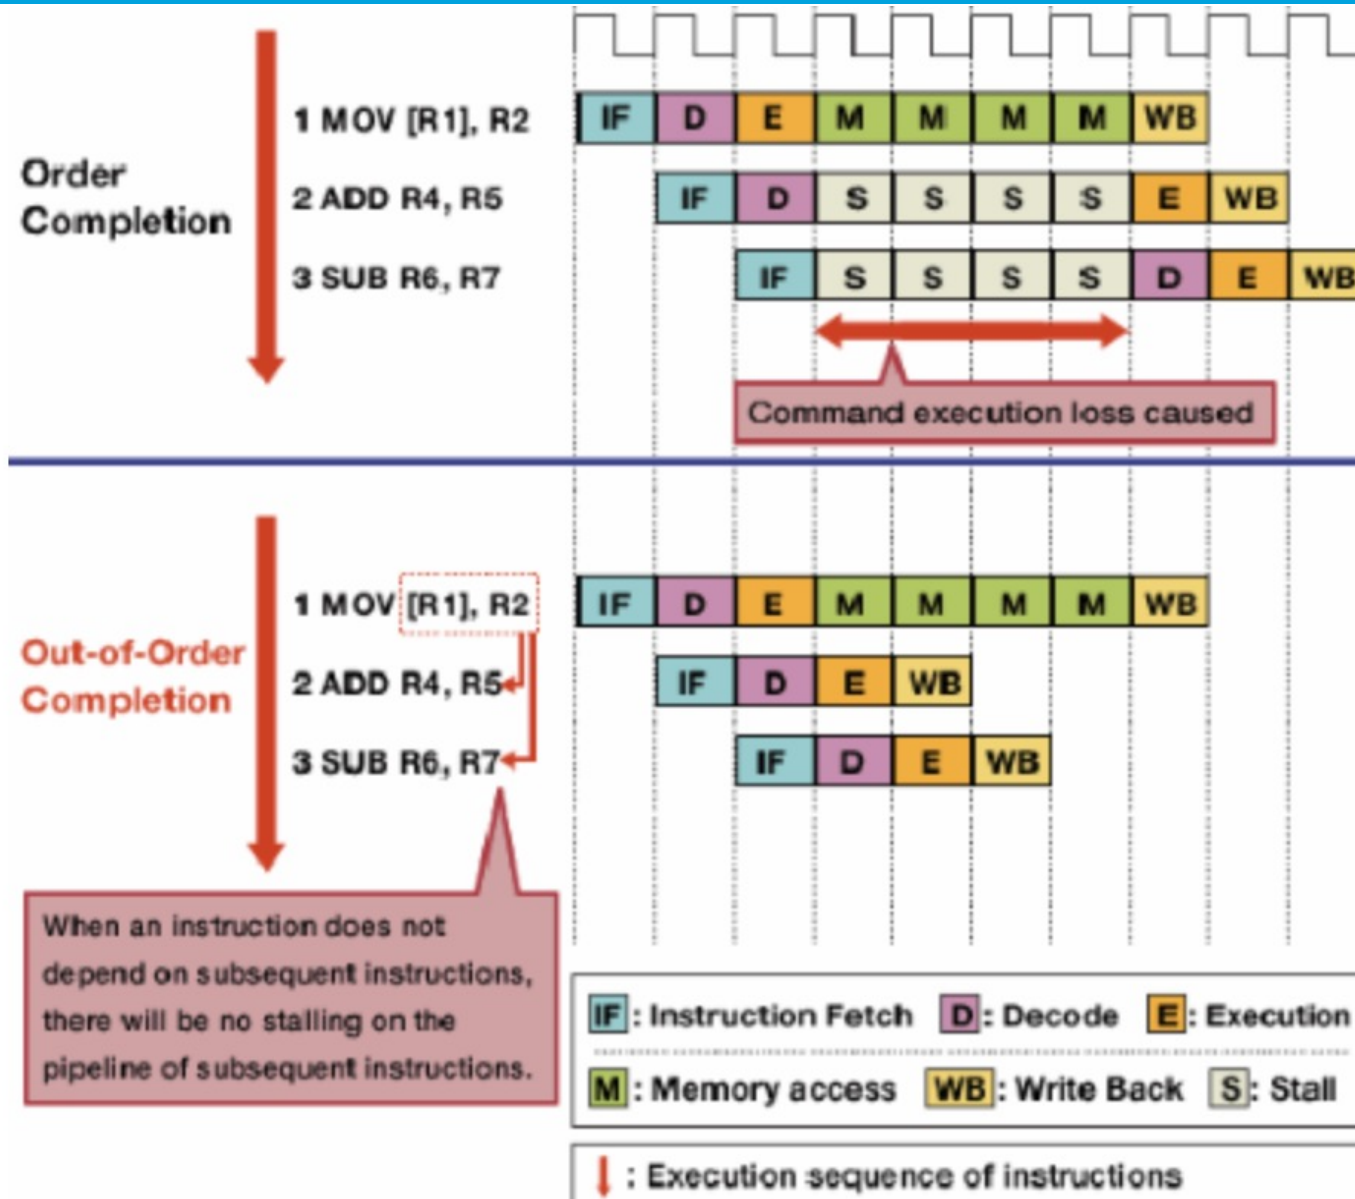 Order
Completion
1 MOV [R1], R2
IF D E M M M M WB
2 ADD R4, R5
IF D S S S S E WB
3 SUB R6, R7
IF S S S S D E WB
Command execution loss caused
Out-of-Order
Completion
1 MOV [R1], R2
IF D E M M M M WB
2 ADD R4, R5
IF D E WB
3 SUB R6, R7
IF D E WB
When an instruction does not
depend on subsequent instructions,
there will be no stalling on the
pipeline of subsequent instructions.
IF: Instruction Fetch D: Decode E: Execution
M: Memory access WB: Write Back S: Stall
: Execution sequence of instructions